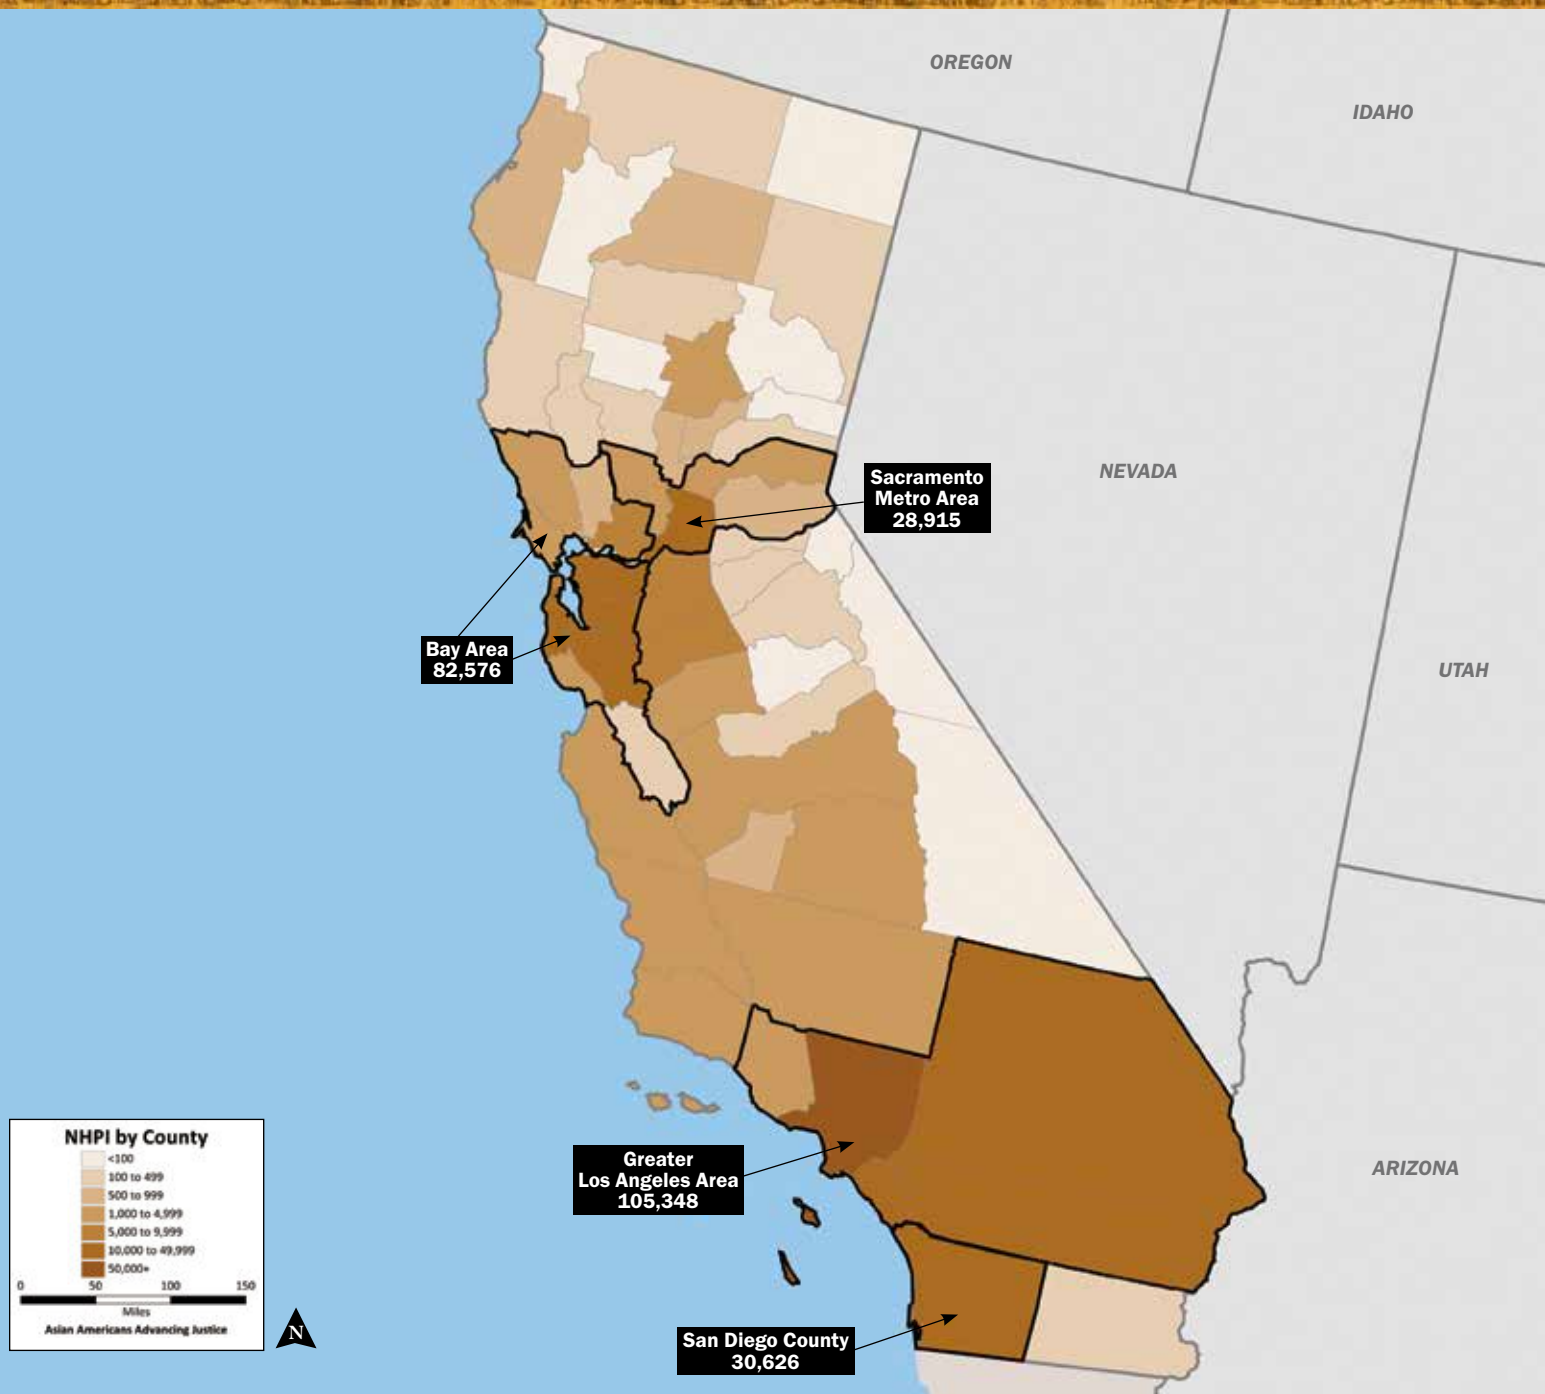 OREGON
IDAHO
NEVADA
Sacramento
Metro Area
28,915
Bay Area
82,576
UTAH
Greater
Los Angeles Area
105,348
ARIZONA
San Diego County
30,626
NHPI by County
<100
100 to 499
500 to 999
1,000 to 4,999
5,000 to 9,999
10,000 to 49,999
50,000+
0 50 100 150
Miles
Asian Americans Advancing Justice
N